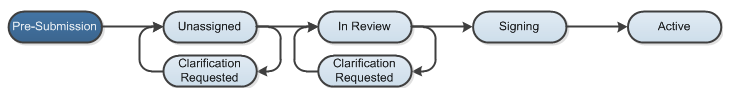 Pre-Submission
Unassigned
In Review
Signing
Active
Clarification
Requested
Clarification
Requested